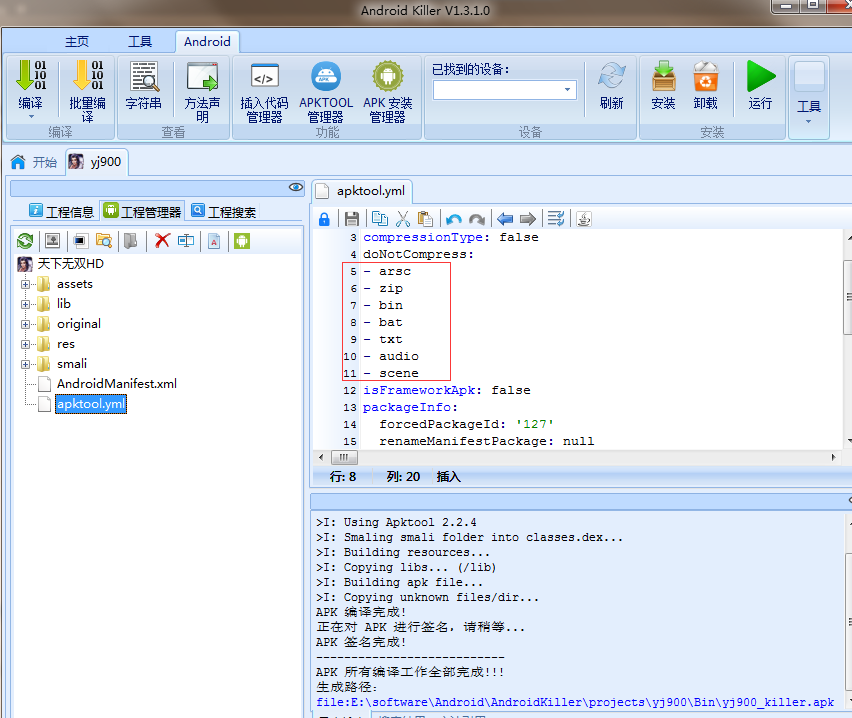 Android Killer V1.3.1.0
主页 工具 Android
编译 批量编译 字符串 方法声明 插入代码管理器 APKTOOL管理器 APK 安装管理器 已找到的设备: 刷新 安装 卸载 运行 工具
编译 查看 功能 设备 安装
开始 yj900
工程信息 工程管理器 工程搜索
天下无双HD
assets
lib
original
res
smali
AndroidManifest.xml
apktool.yml
apktool.yml
3 compressionType: false
4 doNotCompress:
5 - arsc
6 - zip
7 - bin
8 - bat
9 - txt
10 - audio
11 - scene
12 isFrameworkApk: false
13 packageInfo:
14 forcedPackageId: '127'
15 renameManifestPackage: null
行: 8 列: 20 插入
>I: Using Apktool 2.2.4
>I: Smaling smali folder into classes.dex...
>I: Building resources...
>I: Copying libs... (/lib)
>I: Building apk file...
>I: Copying unknown files/dir...
APK 编译完成!
正在对 APK 进行签名，请稍等...
APK 签名完成!
---------------------------
APK 所有编译工作全部完成!!!
生成路径:
file:E:\software\Android\AndroidKiller\projects\yj900\Bin\yj900_killer.apk